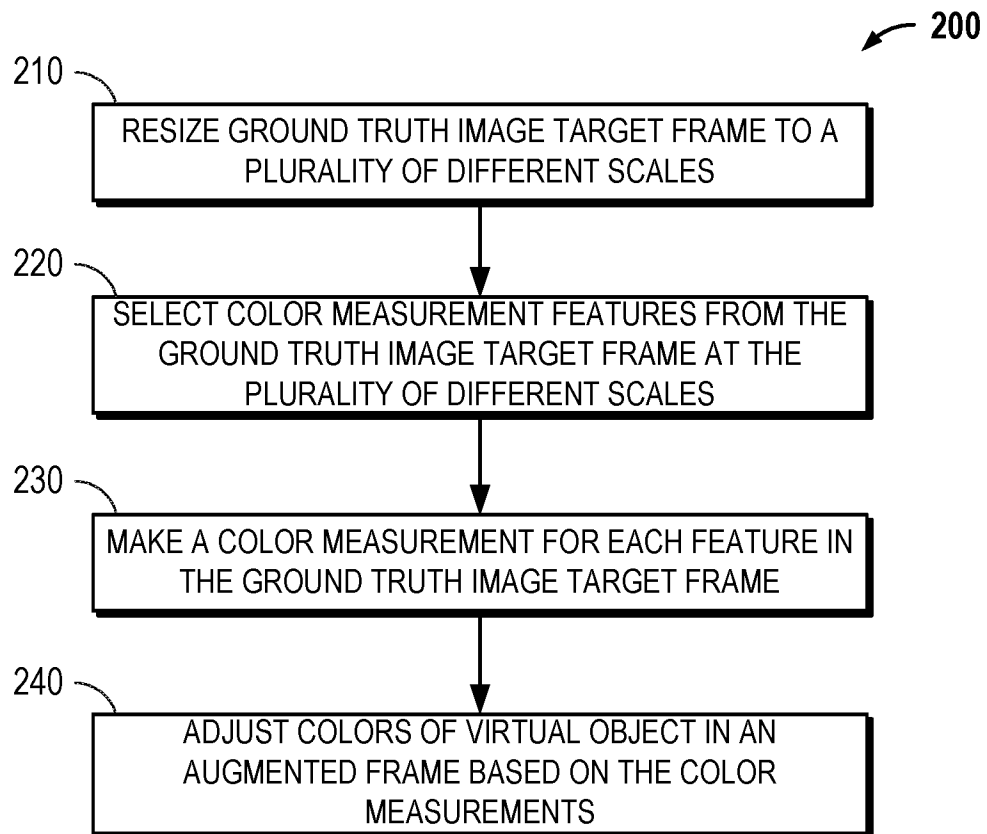 200
210
RESIZE GROUND TRUTH IMAGE TARGET FRAME TO A
PLURALITY OF DIFFERENT SCALES
220
SELECT COLOR MEASUREMENT FEATURES FROM THE
GROUND TRUTH IMAGE TARGET FRAME AT THE
PLURALITY OF DIFFERENT SCALES
230
MAKE A COLOR MEASUREMENT FOR EACH FEATURE IN
THE GROUND TRUTH IMAGE TARGET FRAME
240
ADJUST COLORS OF VIRTUAL OBJECT IN AN
AUGMENTED FRAME BASED ON THE COLOR
MEASUREMENTS